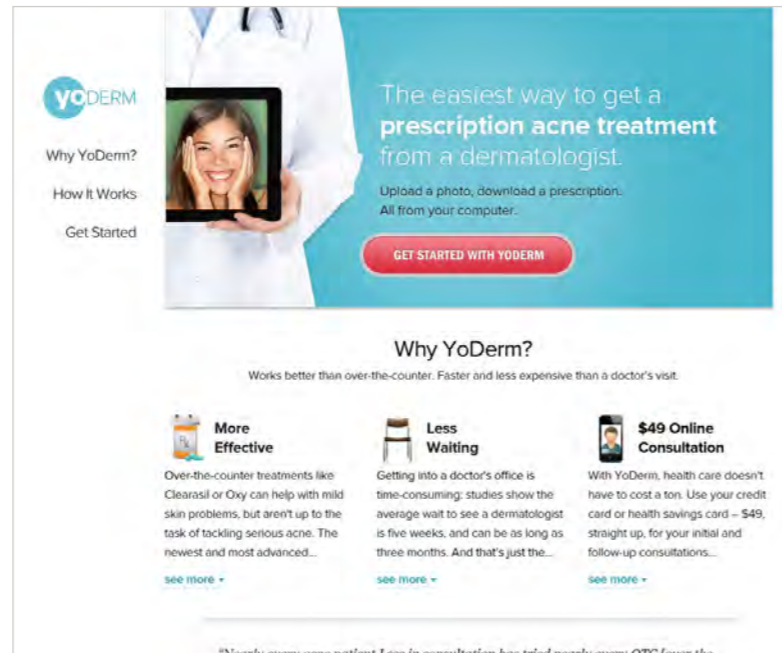 yoDERM
Why YoDerm?
How It Works
Get Started
The easiest way to get a
prescription acne treatment
from a dermatologist.
Upload a photo, download a prescription.
All from your computer.
GET STARTED WITH YODERM
Why YoDerm?
Works better than over-the-counter. Faster and less expensive than a doctor's visit.
More
Effective
Over-the-counter treatments like
Clearasil or Oxy can help with mild
skin problems, but aren't up to the
task of tackling serious acne. The
newest and most advanced...
see more
Less
Waiting
Getting into a doctor's office is
time-consuming: studies show the
average wait to see a dermatologist
is five weeks, and can be as long as
three months. And that's just the...
see more
$49 Online
Consultation
With YoDerm, health care doesn't
have to cost a ton. Use your credit
card or health savings card – $49,
straight up, for your initial and
follow-up consultations...
see more